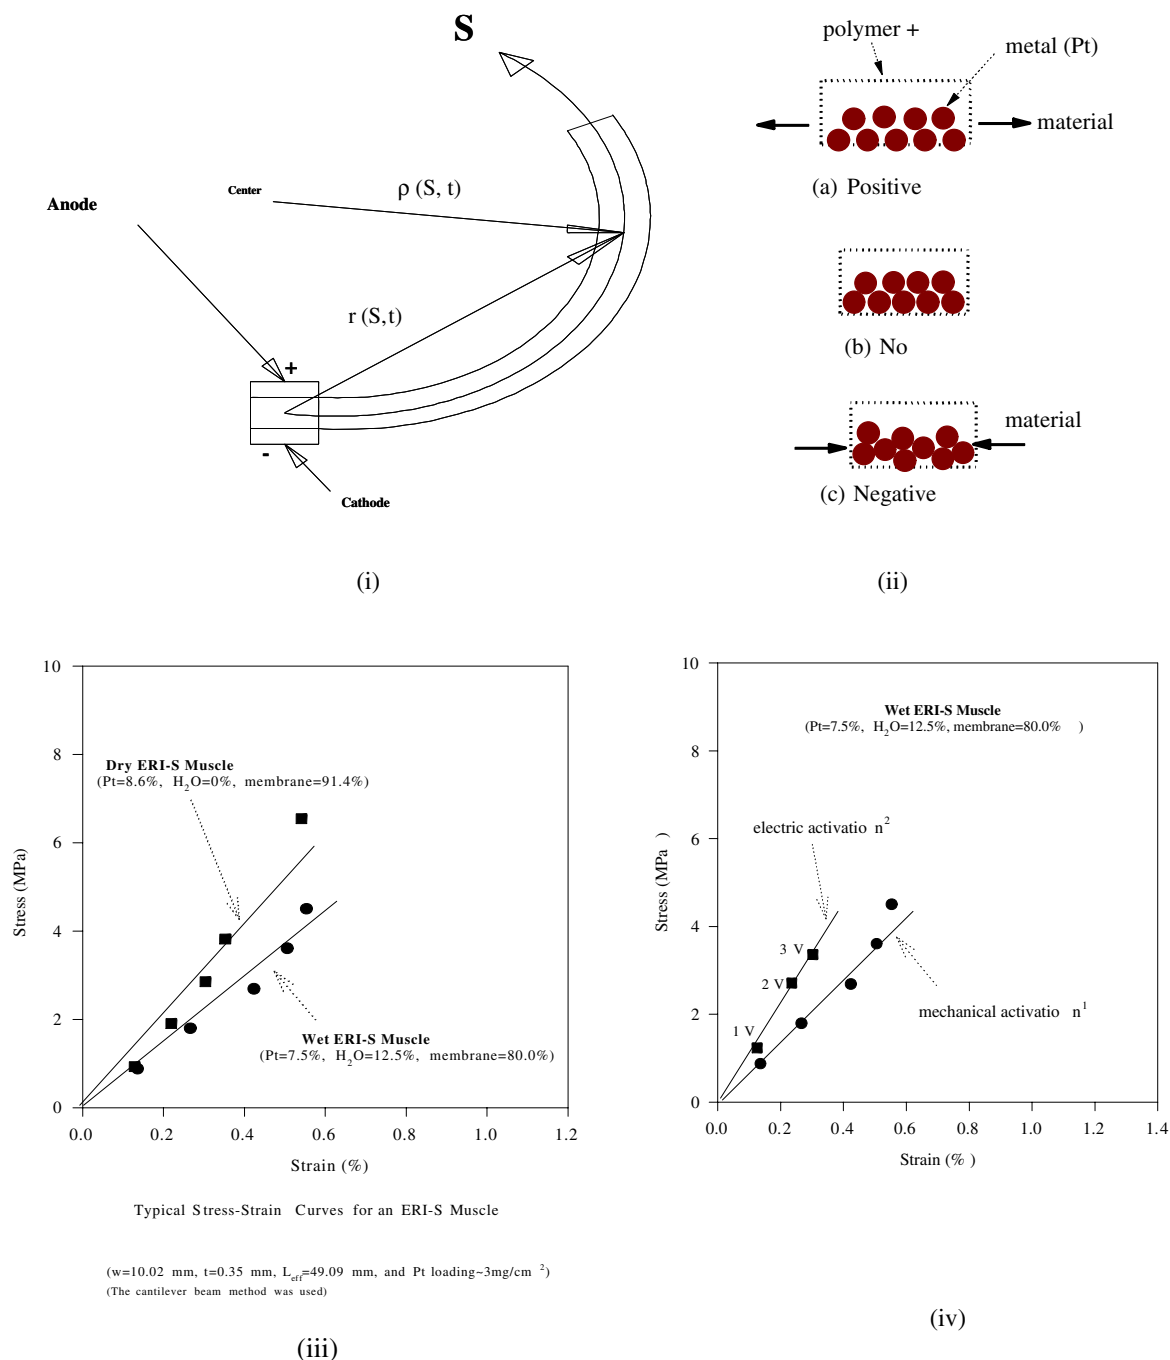 S
Center
ρ (S, t)
Anode
r (S,t)
+
-
Cathode
(i)
polymer +
metal (Pt)
material
(a) Positive
(b) No
material
(c) Negative
(ii)
10
8
6
4
2
0
Stress (MPa)
Dry ERI-S Muscle
(Pt=8.6%, H2O=0%, membrane=91.4%)
Wet ERI-S Muscle
(Pt=7.5%, H2O=12.5%, membrane=80.0%)
0.0 0.2 0.4 0.6 0.8 1.0 1.2
Strain (%)
Typical Stress-Strain Curves for an ERI-S Muscle
(w=10.02 mm, t=0.35 mm, Leff=49.09 mm, and Pt loading~3mg/cm 2)
(The cantilever beam method was used)
(iii)
10
8
6
4
2
0
Stress (MPa )
Wet ERI-S Muscle
(Pt=7.5%, H2O=12.5%, membrane=80.0% )
electric activatio n2
3 V
2 V
1 V
mechanical activatio n1
0.0 0.2 0.4 0.6 0.8 1.0 1.2 1.4
Strain (% )
(iv)